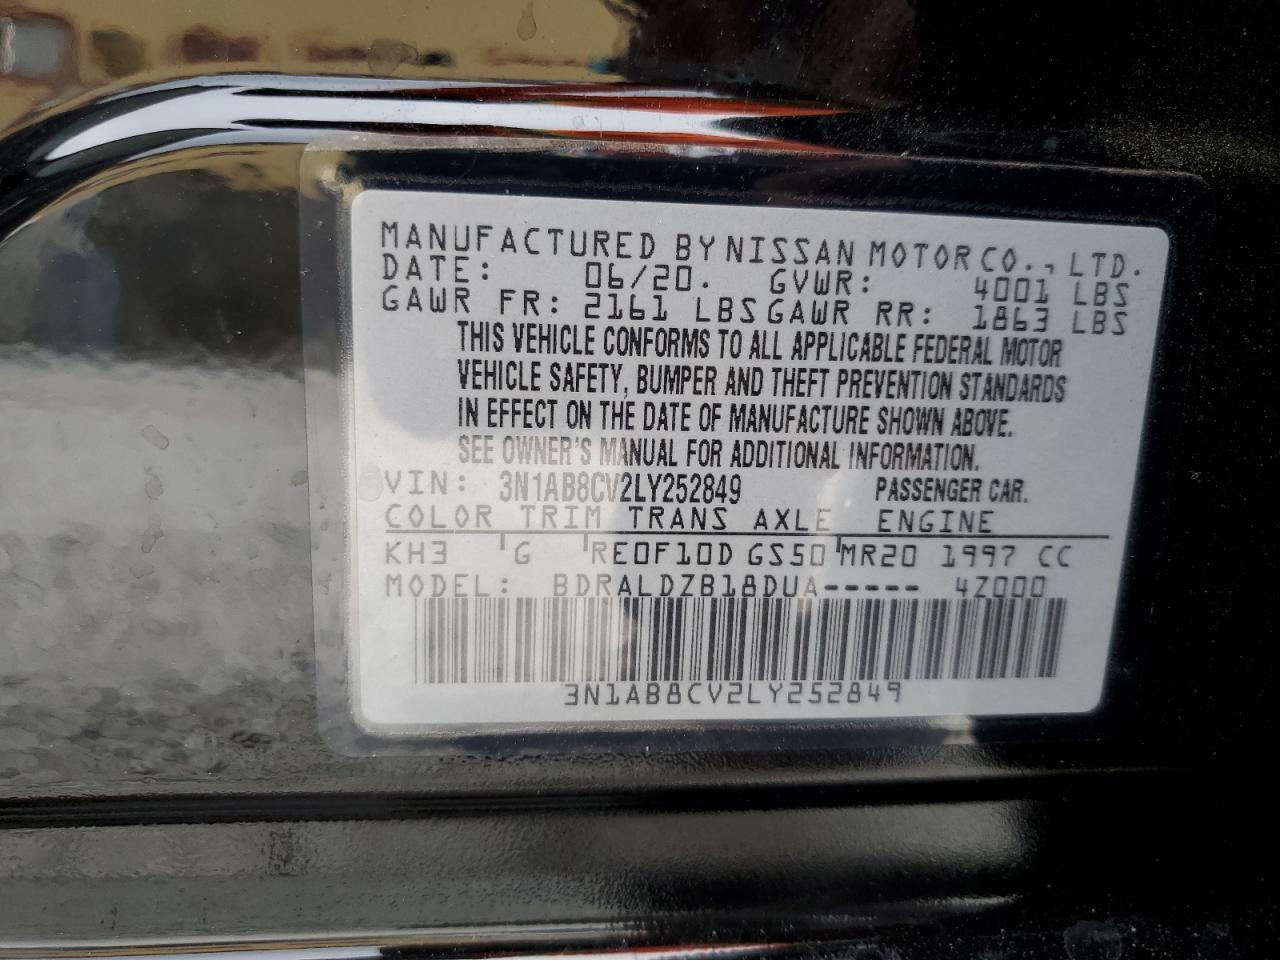 MANUFACTURED BY NISSAN MOTOR CO., LTD.
DATE: 06/20. GVWR: 4001 LBS
GAWR FR: 2161 LBS GAWR RR: 1863 LBS
THIS VEHICLE CONFORMS TO ALL APPLICABLE FEDERAL MOTOR
VEHICLE SAFETY, BUMPER AND THEFT PREVENTION STANDARDS
IN EFFECT ON THE DATE OF MANUFACTURE SHOWN ABOVE.
SEE OWNER'S MANUAL FOR ADDITIONAL INFORMATION.
VIN: 3N1AB8CV2LY252849 PASSENGER CAR.
COLOR TRIM TRANS AXLE ENGINE
KH3 G RE0F10D GS50 MR20 1997 CC
MODEL: BDRALDZB18DUA----- 4Z000
3N1AB8CV2LY252849